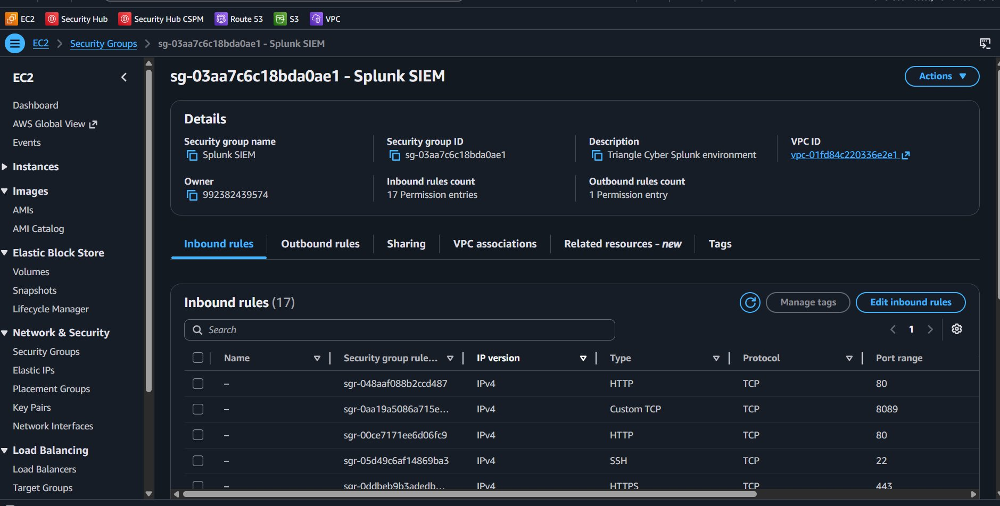 EC2 Security Hub Security Hub CSPM Route 53 S3 VPC
EC2 Security Groups sg-03aa7c6c18bda0ae1 - Splunk SIEM
EC2
Dashboard
AWS Global View
Events
Instances
Images
AMIs
AMI Catalog
Elastic Block Store
Volumes
Snapshots
Lifecycle Manager
Network & Security
Security Groups
Elastic IPs
Placement Groups
Key Pairs
Network Interfaces
Load Balancing
Load Balancers
Target Groups
sg-03aa7c6c18bda0ae1 - Splunk SIEM
Actions
Details
Security group name
Splunk SIEM
Security group ID
sg-03aa7c6c18bda0ae1
Description
Triangle Cyber Splunk environment
VPC ID
vpc-01fd84c220336e2e1
Owner
992382439574
Inbound rules count
17 Permission entries
Outbound rules count
1 Permission entry
Inbound rules Outbound rules Sharing VPC associations Related resources - new Tags
Inbound rules (17)
Manage tags
Edit inbound rules
Search
1
Name Security group rule... IP version Type Protocol Port range
– sgr-048aaf088b2ccd487 IPv4 HTTP TCP 80
– sgr-0aa19a5086a715e... IPv4 Custom TCP TCP 8089
– sgr-00ce7171ee6d06fc9 IPv4 HTTP TCP 80
– sgr-05d49c6af14869ba3 IPv4 SSH TCP 22
– sgr-0ddbeb9b3adedb... IPv4 HTTPS TCP 443